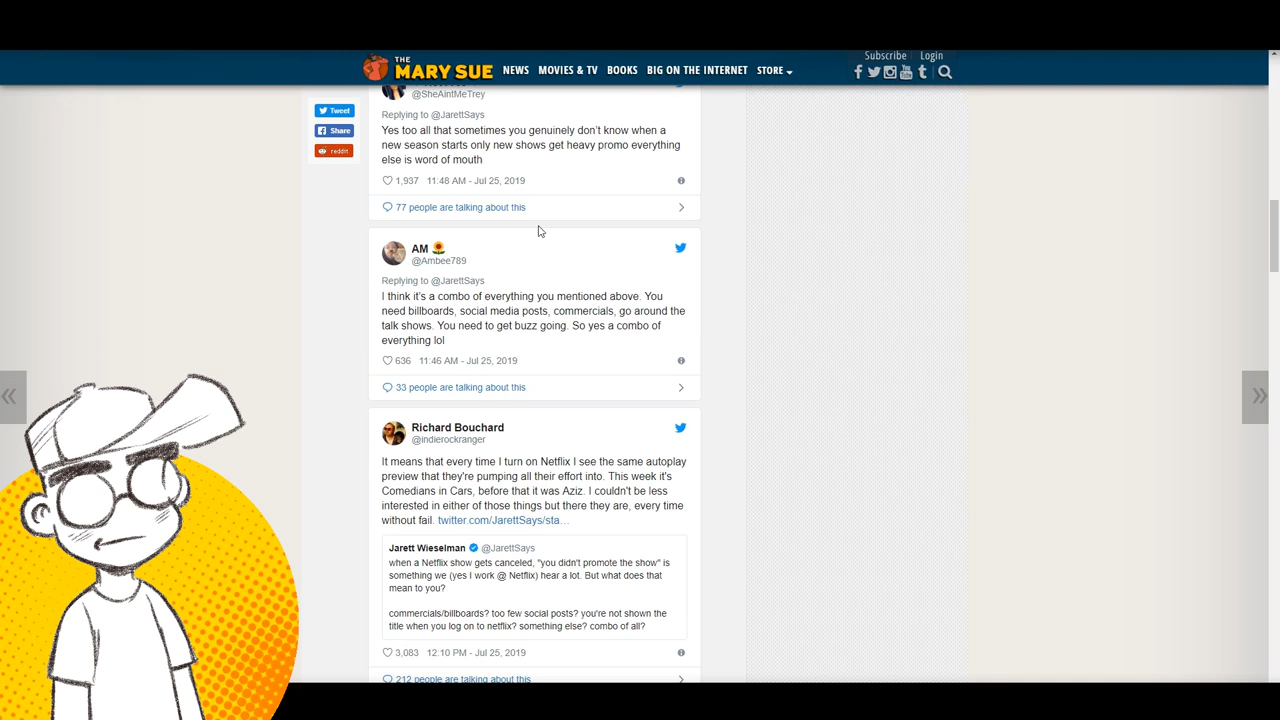 Subscribe Login
THE
MARY SUE NEWS MOVIES & TV BOOKS BIG ON THE INTERNET STORE
@SheAintMeTrey
Tweet
Share
reddit
Replying to @JarettSays
Yes too all that sometimes you genuinely don't know when a
new season starts only new shows get heavy promo everything
else is word of mouth
1,937 11:48 AM - Jul 25, 2019
77 people are talking about this
AM 🌻
@Ambee789
Replying to @JarettSays
I think it's a combo of everything you mentioned above. You
need billboards, social media posts, commercials, go around the
talk shows. You need to get buzz going. So yes a combo of
everything lol
636 11:46 AM - Jul 25, 2019
33 people are talking about this
Richard Bouchard
@indierockranger
It means that every time I turn on Netflix I see the same autoplay
preview that they're pumping all their effort into. This week it's
Comedians in Cars, before that it was Aziz. I couldn't be less
interested in either of those things but there they are, every time
without fail. twitter.com/JarettSays/sta…
Jarett Wieselman @JarettSays
when a Netflix show gets canceled, "you didn't promote the show" is
something we (yes I work @ Netflix) hear a lot. But what does that
mean to you?
commercials/billboards? too few social posts? you're not shown the
title when you log on to netflix? something else? combo of all?
3,083 12:10 PM - Jul 25, 2019
212 people are talking about this